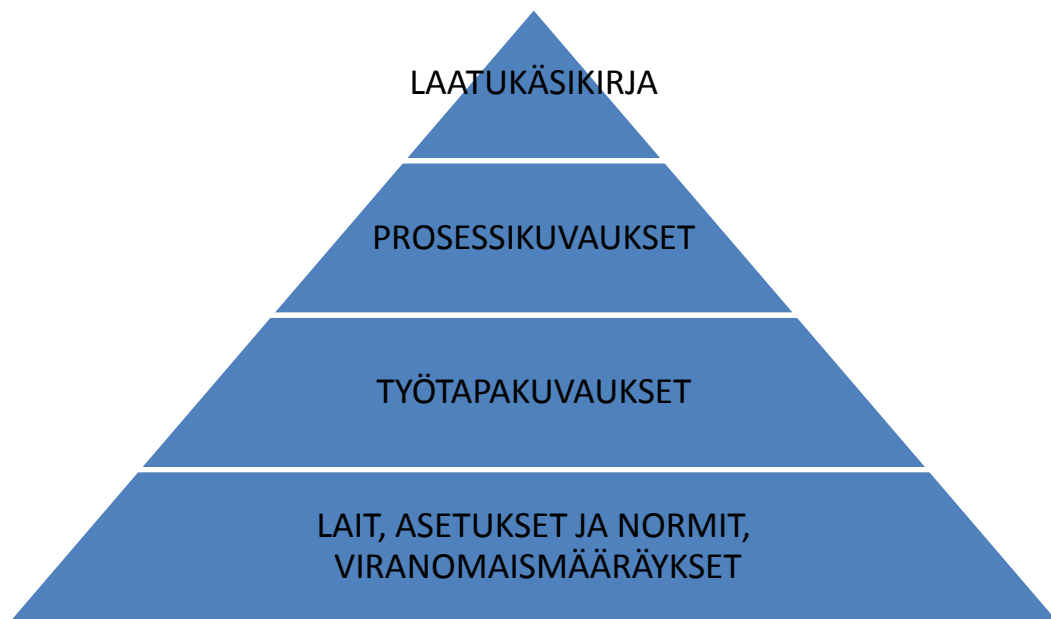 LAATUKÄSIKIRJA
PROSESSIKUVAUKSET
TYÖTAPAKUVAUKSET
LAIT, ASETUKSET JA NORMIT,
VIRANOMAISMÄÄRÄYKSET